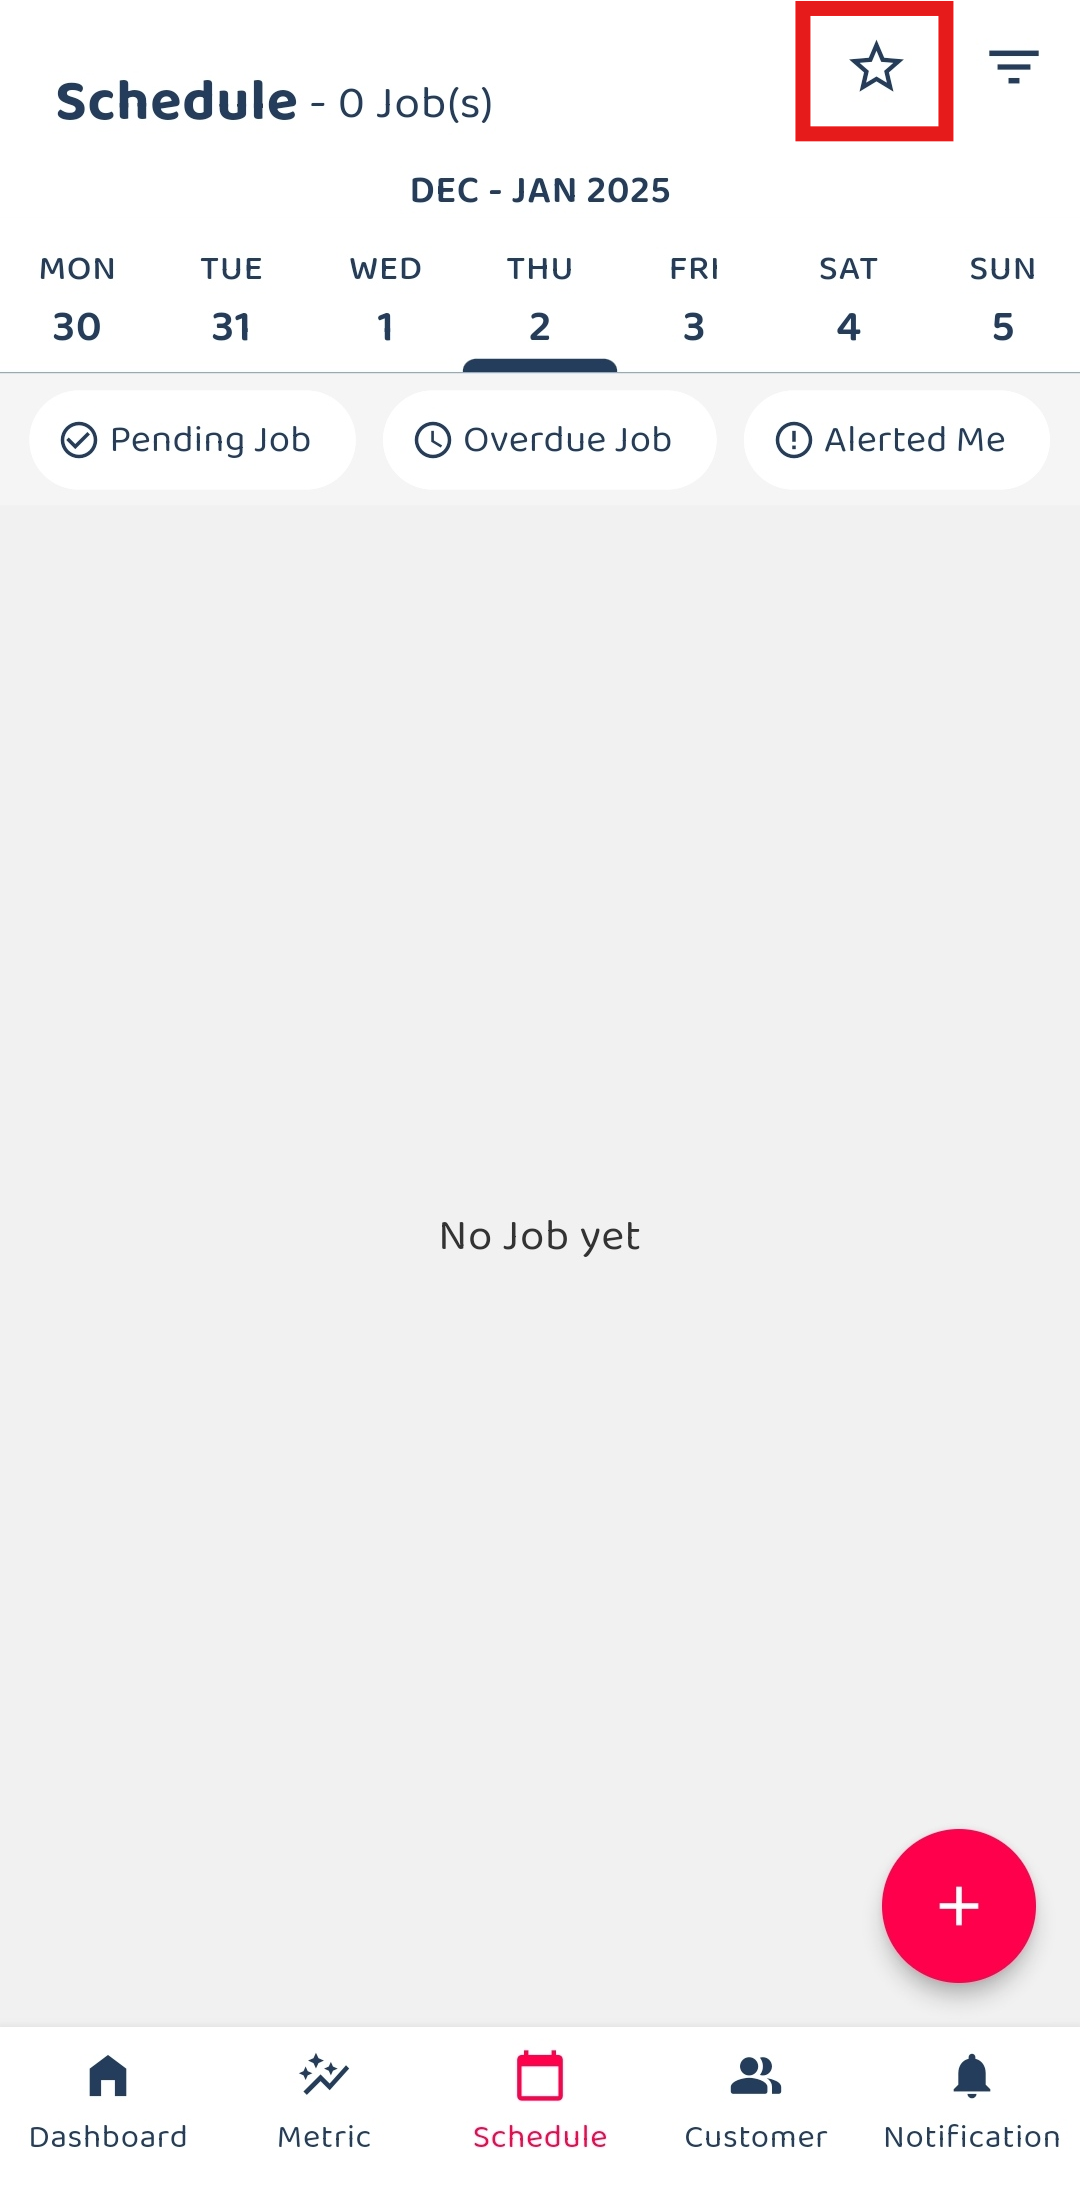 Schedule - 0 Job(s)
DEC - JAN 2025
MON TUE WED THU FRI SAT SUN
30 31 1 2 3 4 5
Pending Job Overdue Job Alerted Me
No Job yet
Dashboard Metric Schedule Customer Notification